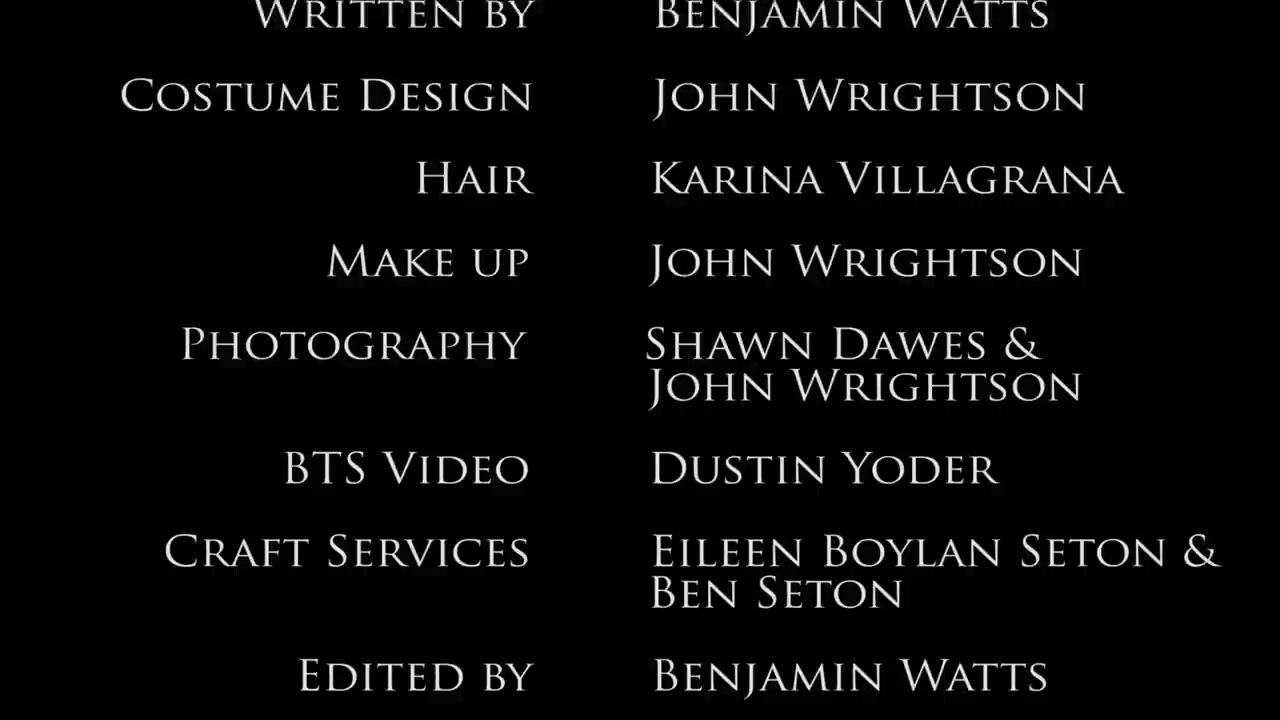 Written by Benjamin Watts
Costume Design John Wrightson
Hair Karina Villagrana
Make up John Wrightson
Photography Shawn Dawes &
John Wrightson
BTS Video Dustin Yoder
Craft Services Eileen Boylan Seton &
Ben Seton
Edited by Benjamin Watts